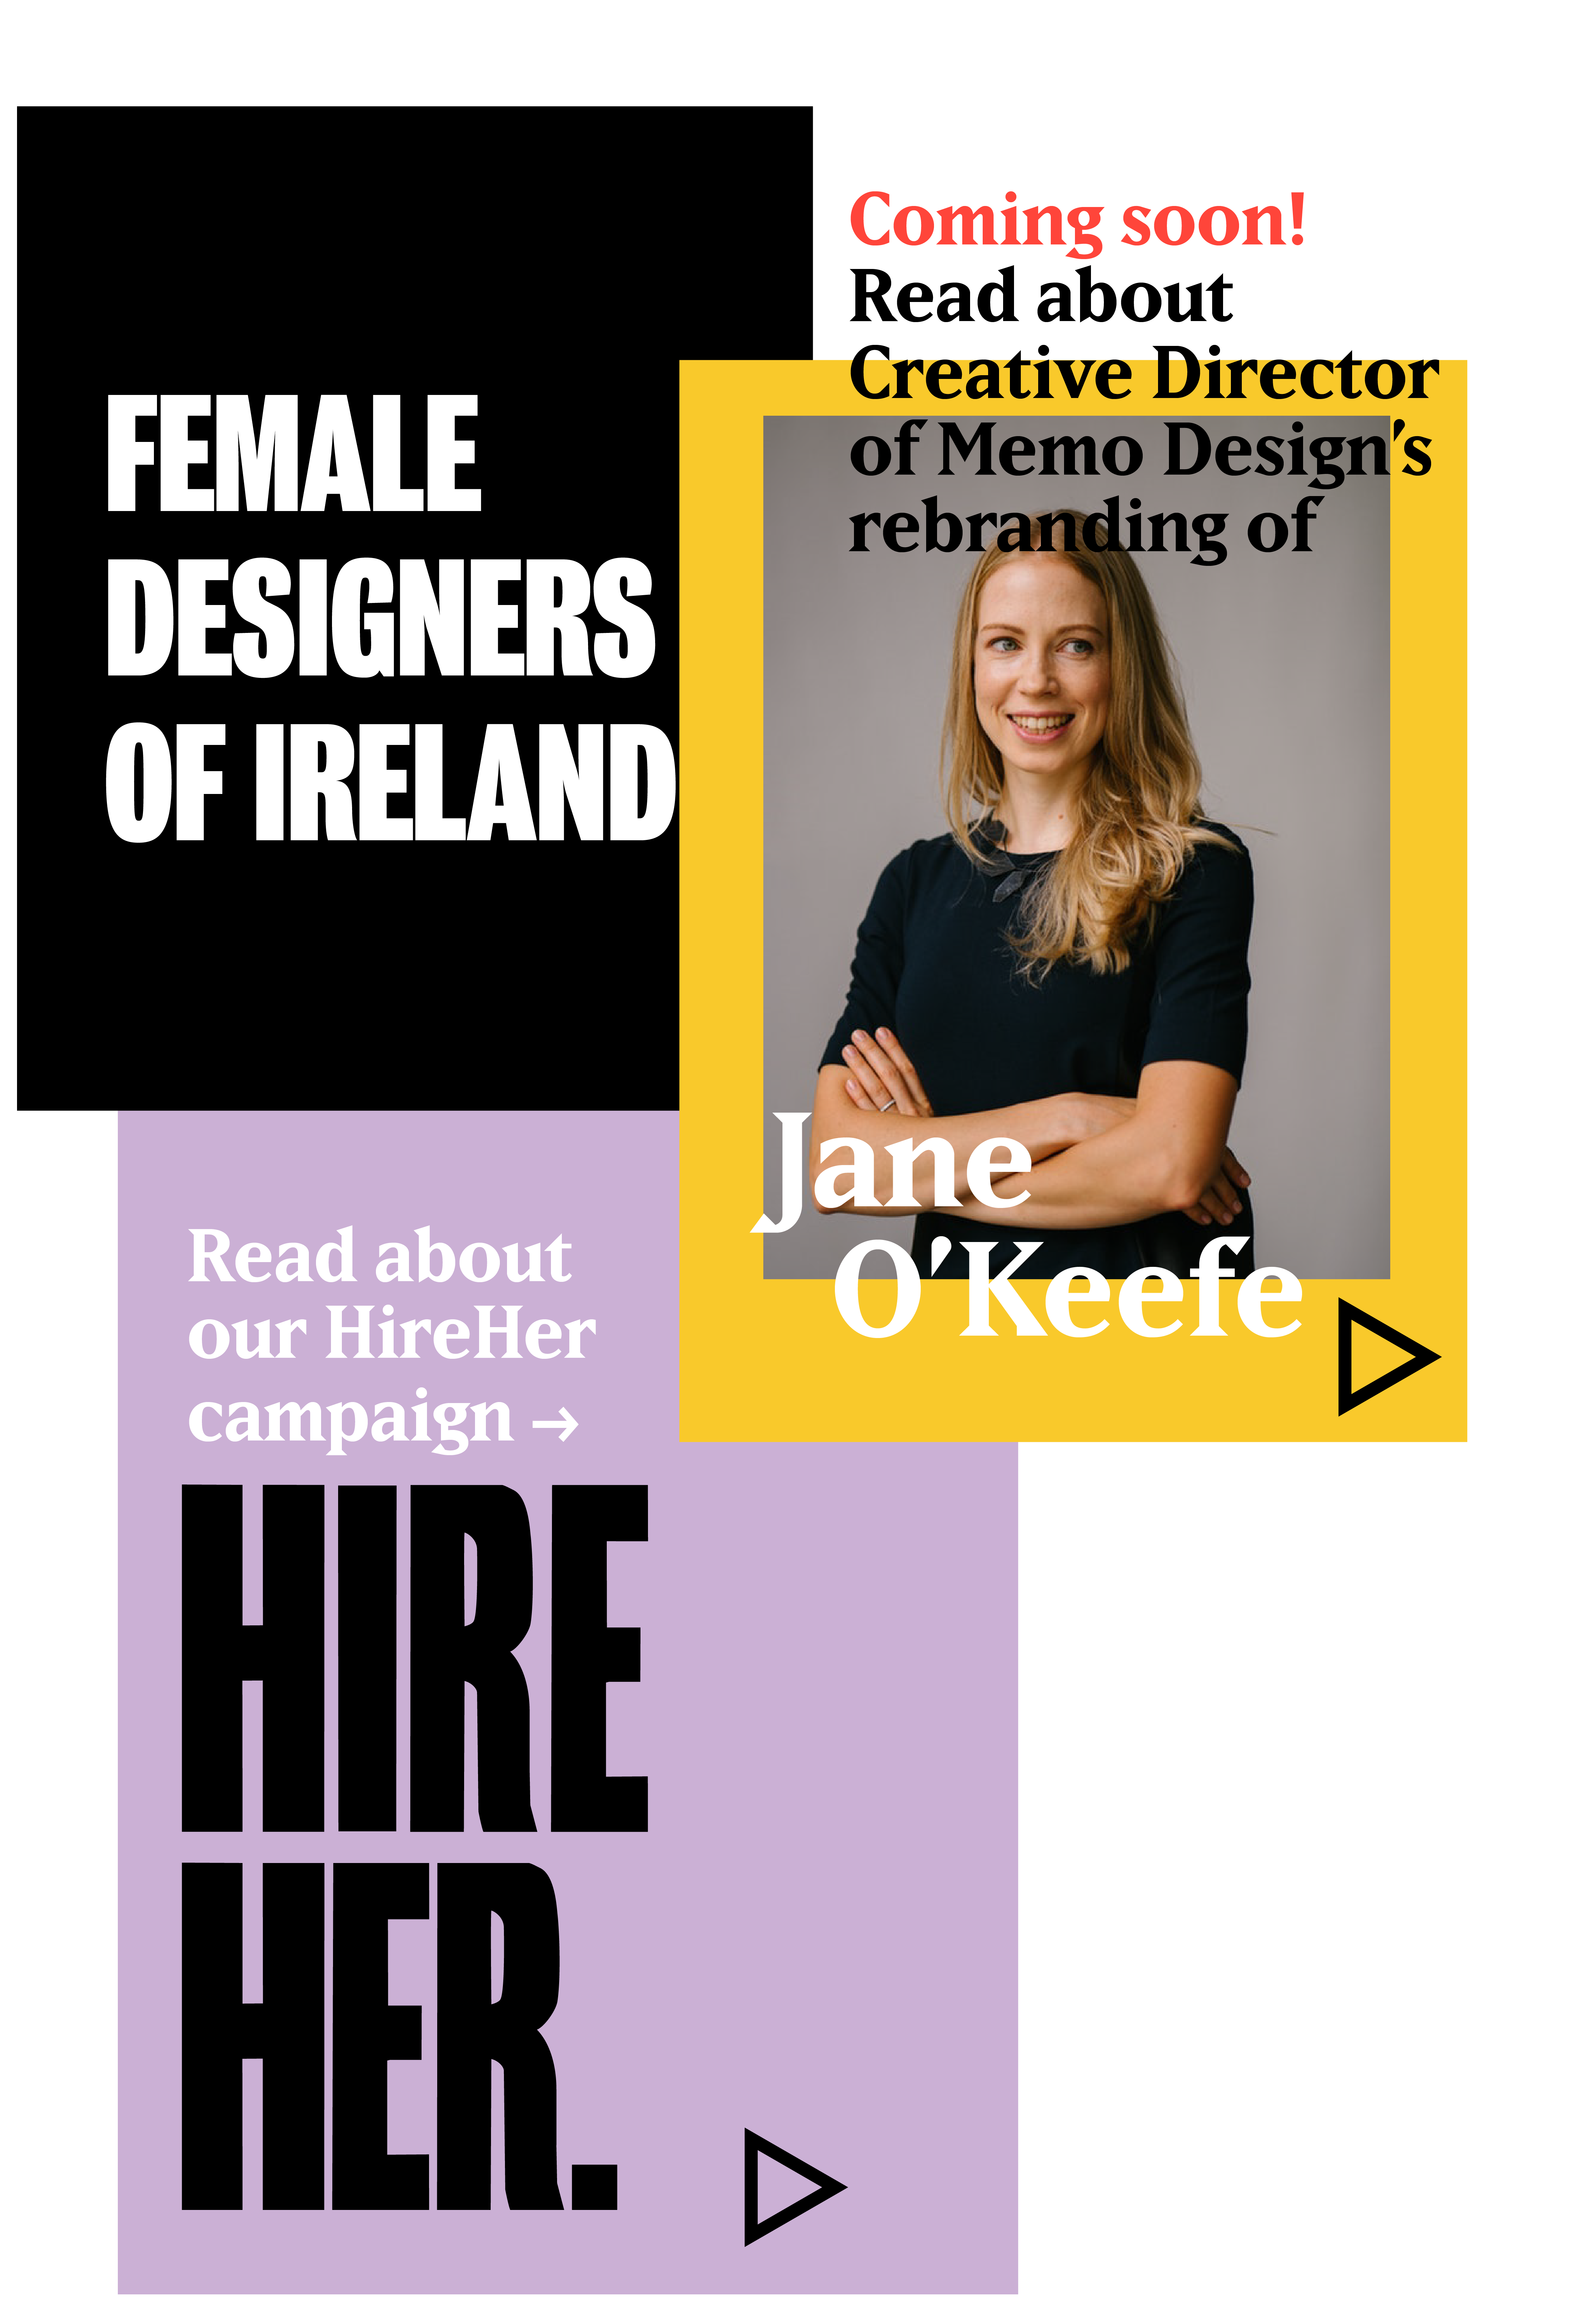 FEMALE
DESIGNERS
OF IRELAND
Coming soon!
Read about
Creative Director
of Memo Design's
rebranding of
Jane
O'Keefe
Read about
our HireHer
campaign →
HIRE
HER.